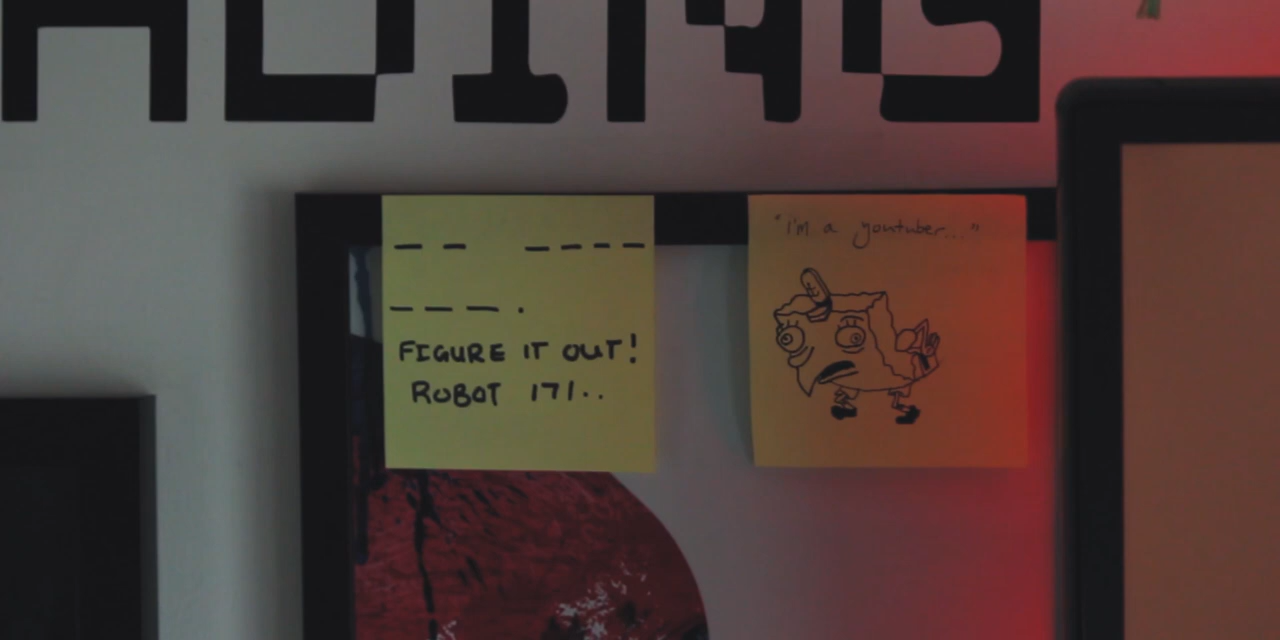 -- ----
--- .
FIGURE IT OUT!
ROBOT 171..
"I'm a youtuber..."